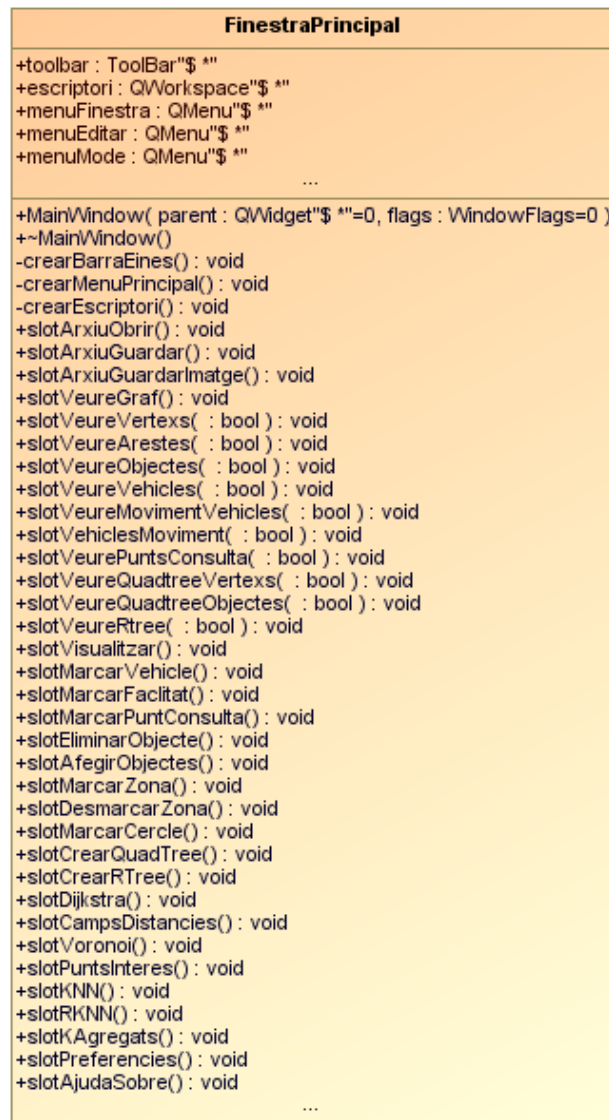 FinestraPrincipal
+toolbar : ToolBar"$ *"
+escriptori : QWorkspace"$ *"
+menuFinestra : QMenu"$ *"
+menuEditar : QMenu"$ *"
+menuMode : QMenu"$ *"
...
+MainWindow( parent : QWidget"$ *"=0, flags : WindowFlags=0 )
+~MainWindow()
-crearBarraEines() : void
-crearMenuPrincipal() : void
-crearEscriptori() : void
+slotArxiuObrir() : void
+slotArxiuGuardar() : void
+slotArxiuGuardarImatge() : void
+slotVeureGraf() : void
+slotVeureVertexs( : bool ) : void
+slotVeureArestes( : bool ) : void
+slotVeureObjectes( : bool ) : void
+slotVeureVehicles( : bool ) : void
+slotVeureMovimentVehicles( : bool ) : void
+slotVehiclesMoviment( : bool ) : void
+slotVeurePuntsConsulta( : bool ) : void
+slotVeureQuadtreeVertexs( : bool ) : void
+slotVeureQuadtreeObjectes( : bool ) : void
+slotVeureRtree( : bool ) : void
+slotVisualitzar() : void
+slotMarcarVehicle() : void
+slotMarcarFaclitat() : void
+slotMarcarPuntConsulta() : void
+slotEliminarObjecte() : void
+slotAfegirObjectes() : void
+slotMarcarZona() : void
+slotDesmarcarZona() : void
+slotMarcarCercle() : void
+slotCrearQuadTree() : void
+slotCrearRTree() : void
+slotDijkstra() : void
+slotCampsDistancies() : void
+slotVoronoi() : void
+slotPuntsInteres() : void
+slotKNN() : void
+slotRKNN() : void
+slotKAgregats() : void
+slotPreferencies() : void
+slotAjudaSobre() : void
...